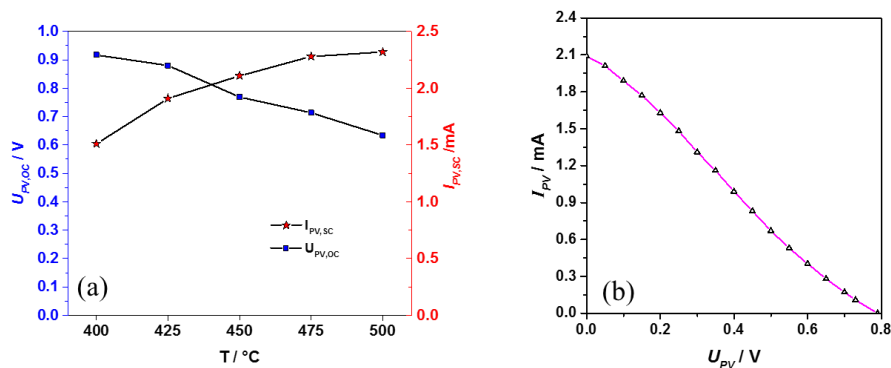 1.0
0.9
0.8
0.7
0.6
0.5
0.4
0.3
0.2
0.1
0.0
U_PV,OC / V
2.5
2.0
1.5
1.0
0.5
0.0
I_PV,SC /mA
I_PV,SC
U_PV,OC
(a)
400 425 450 475 500
T / °C
2.4
2.1
1.8
1.5
1.2
0.9
0.6
0.3
0.0
I_PV / mA
(b)
0.0 0.2 0.4 0.6 0.8
U_PV / V